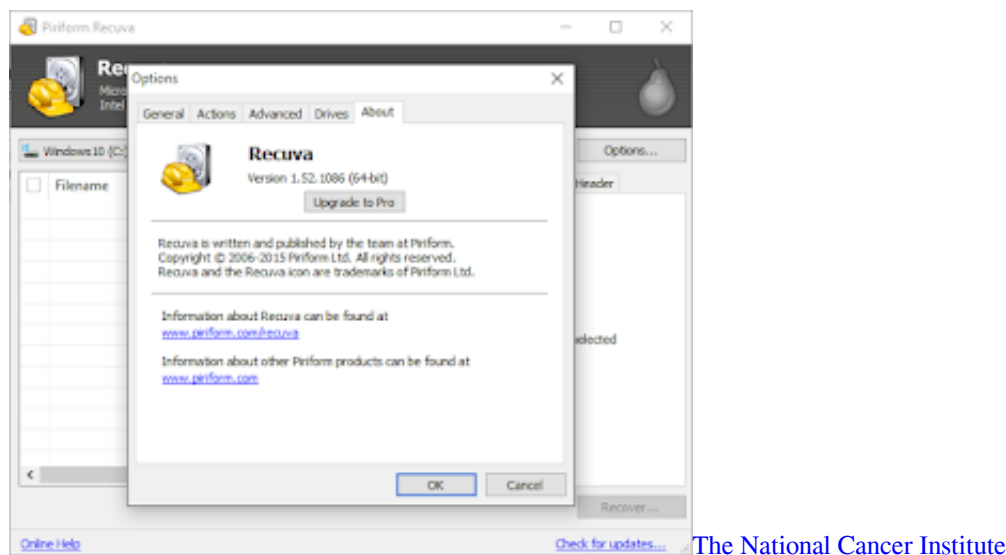 Piriform Recuva
Options
General Actions Advanced Drives About
Windows 10 (C:)
Options...
Filename
Header
Recuva
Version 1.52.1086 (64-bit)
Upgrade to Pro
Recuva is written and published by the team at Piriform.
Copyright © 2006-2015 Piriform Ltd. All rights reserved.
Recuva and the Recuva icon are trademarks of Piriform Ltd.
Information about Recuva can be found at
www.piriform.com/recuva
Information about other Piriform products can be found at
www.piriform.com
OK Cancel
Recover...
Online Help
Check for updates...
The National Cancer Institute